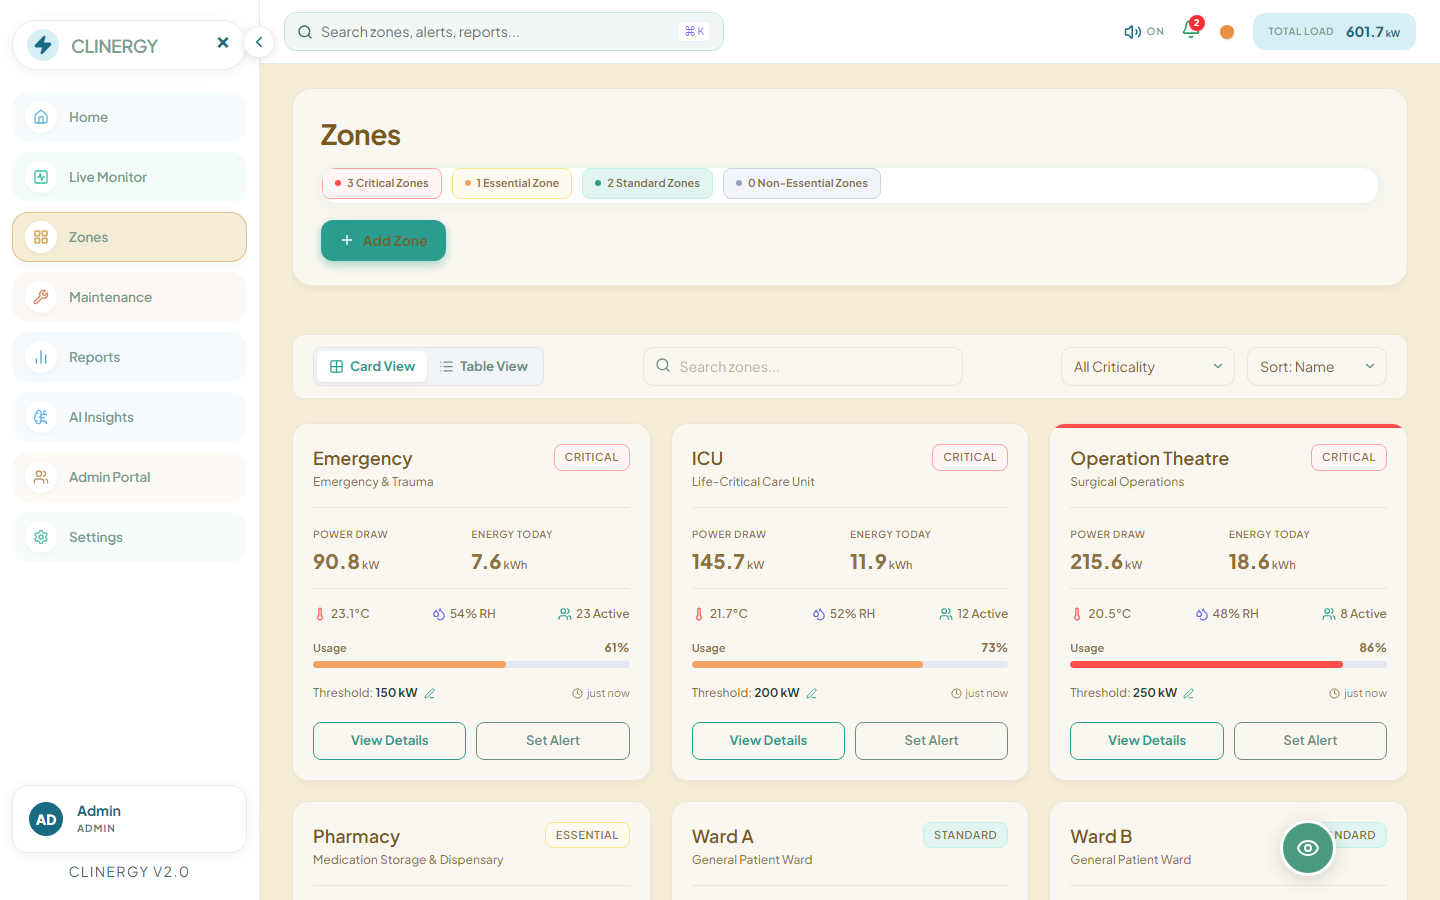 CLINERGY
Home
Live Monitor
Zones
Maintenance
Reports
AI Insights
Admin Portal
Settings
AD
Admin
ADMIN
CLINERGY V2.0
Search zones, alerts, reports...
⌘K
ON
2
TOTAL LOAD 601.7 kW
Zones
3 Critical Zones
1 Essential Zone
2 Standard Zones
0 Non-Essential Zones
Add Zone
Card View
Table View
Search zones...
All Criticality
Sort: Name
Emergency
CRITICAL
Emergency & Trauma
POWER DRAW
ENERGY TODAY
90.8 kW
7.6 kWh
23.1°C
54% RH
23 Active
Usage
61%
Threshold: 150 kW
just now
View Details
Set Alert
ICU
CRITICAL
Life-Critical Care Unit
POWER DRAW
ENERGY TODAY
145.7 kW
11.9 kWh
21.7°C
52% RH
12 Active
Usage
73%
Threshold: 200 kW
just now
View Details
Set Alert
Operation Theatre
CRITICAL
Surgical Operations
POWER DRAW
ENERGY TODAY
215.6 kW
18.6 kWh
20.5°C
48% RH
8 Active
Usage
86%
Threshold: 250 kW
just now
View Details
Set Alert
Pharmacy
ESSENTIAL
Medication Storage & Dispensary
Ward A
STANDARD
General Patient Ward
Ward B
NDARD
General Patient Ward